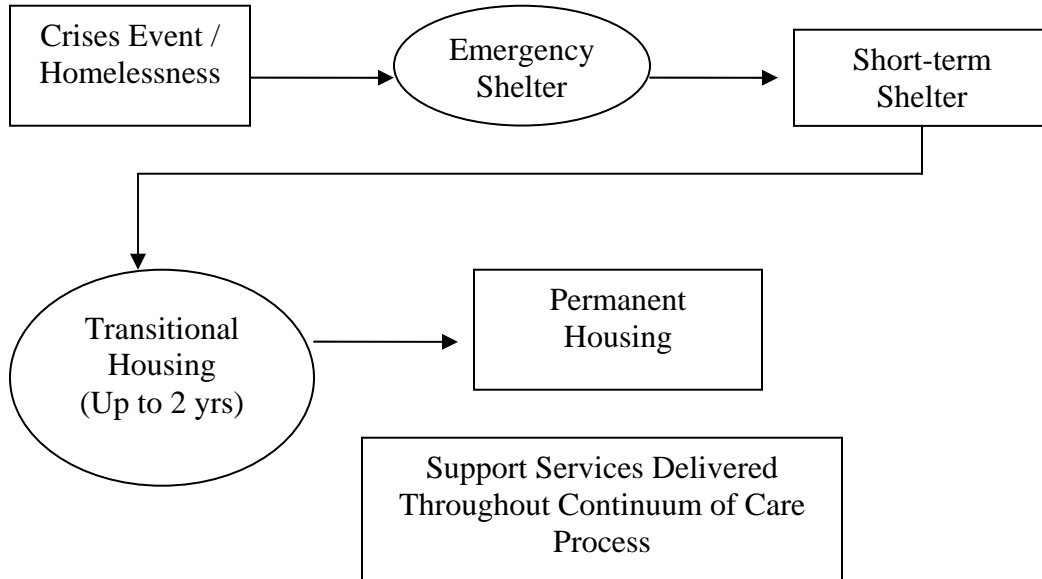 Crises Event /
Homelessness
Emergency
Shelter
Short-term
Shelter
Transitional
Housing
(Up to 2 yrs)
Permanent
Housing
Support Services Delivered
Throughout Continuum of Care
Process